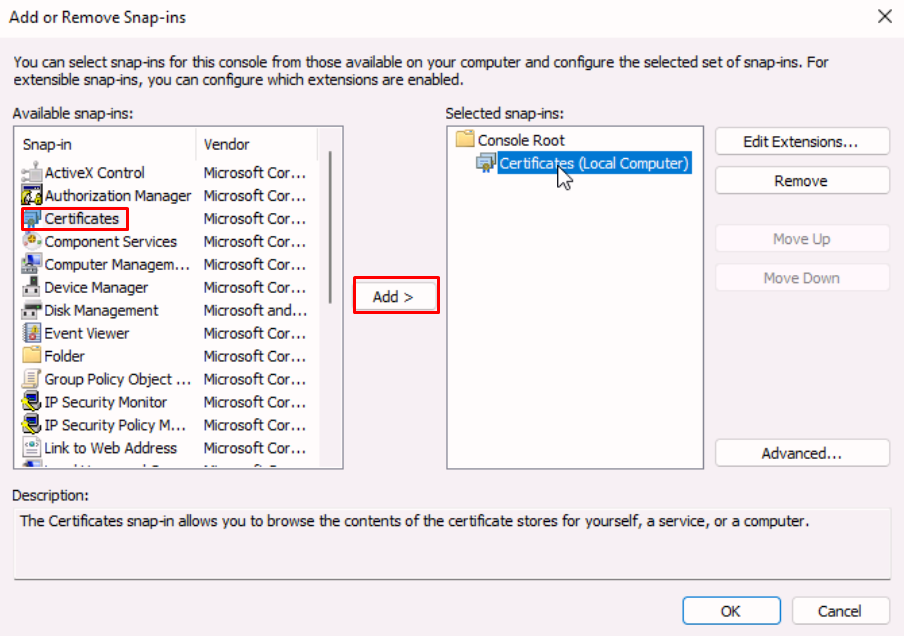 Add or Remove Snap-ins
You can select snap-ins for this console from those available on your computer and configure the selected set of snap-ins. For
extensible snap-ins, you can configure which extensions are enabled.
Available snap-ins:
Snap-in Vendor
ActiveX Control Microsoft Cor...
Authorization Manager Microsoft Cor...
Certificates Microsoft Cor...
Component Services Microsoft Cor...
Computer Managem... Microsoft Cor...
Device Manager Microsoft Cor...
Disk Management Microsoft and...
Event Viewer Microsoft Cor...
Folder Microsoft Cor...
Group Policy Object ... Microsoft Cor...
IP Security Monitor Microsoft Cor...
IP Security Policy M... Microsoft Cor...
Link to Web Address Microsoft Cor...
Add >
Selected snap-ins:
Console Root
Certificates (Local Computer)
Edit Extensions...
Remove
Move Up
Move Down
Advanced...
Description:
The Certificates snap-in allows you to browse the contents of the certificate stores for yourself, a service, or a computer.
OK
Cancel